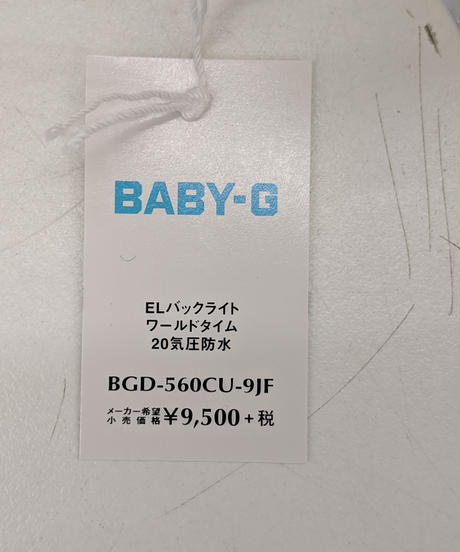 BABY-G
ELバックライト
ワールドタイム
20気圧防水
BGD-560CU-9JF
メーカー希望小売価格 ¥9,500+税